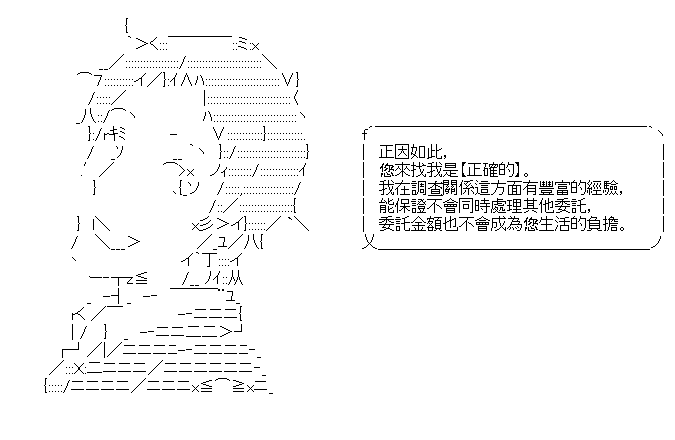 正因如此，
您來找我是【正確的】。
我在調查關係這方面有豐富的經驗，
能保證不會同時處理其他委託，
委託金額也不會成為您生活的負擔。